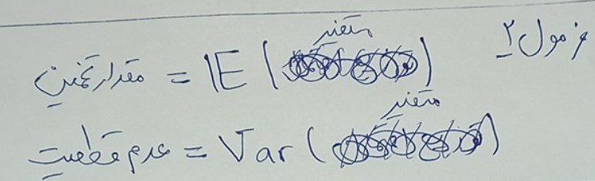 فرمول ۲
مقدار تخمین = E (متغیر)
عدم قطعیت = Var (متغیر)